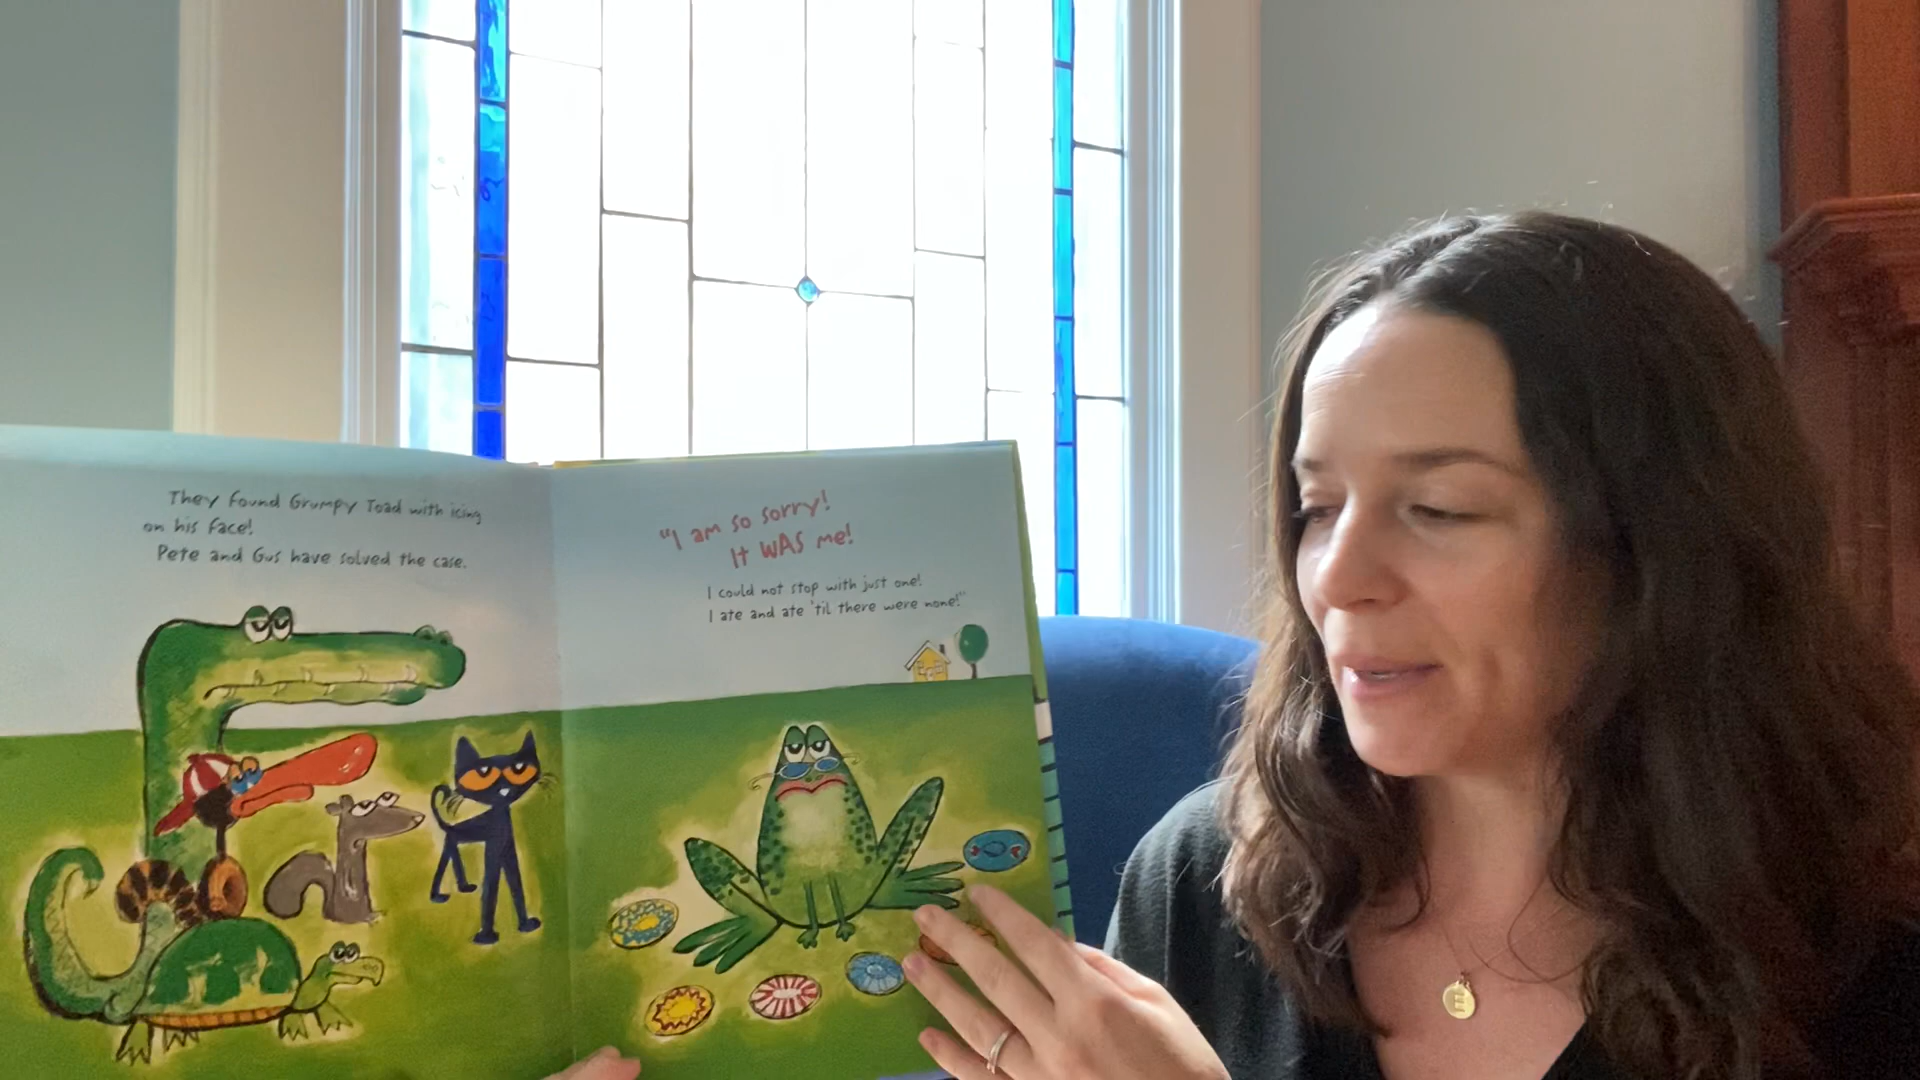 They found Grumpy Toad with icing
on his face!
Pete and Gus have solved the case.
"I am so sorry!
It WAS me!
I could not stop with just one!
I ate and ate 'til there were none!"
E